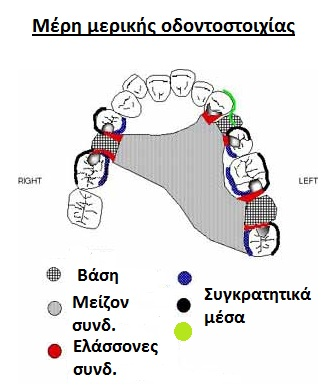 Μέρη μερικής οδοντοστοιχίας
RIGHT
LEFT
Βάση
Μείζον
συνδ.
Ελάσσονες
συνδ.
Συγκρατητικά
μέσα